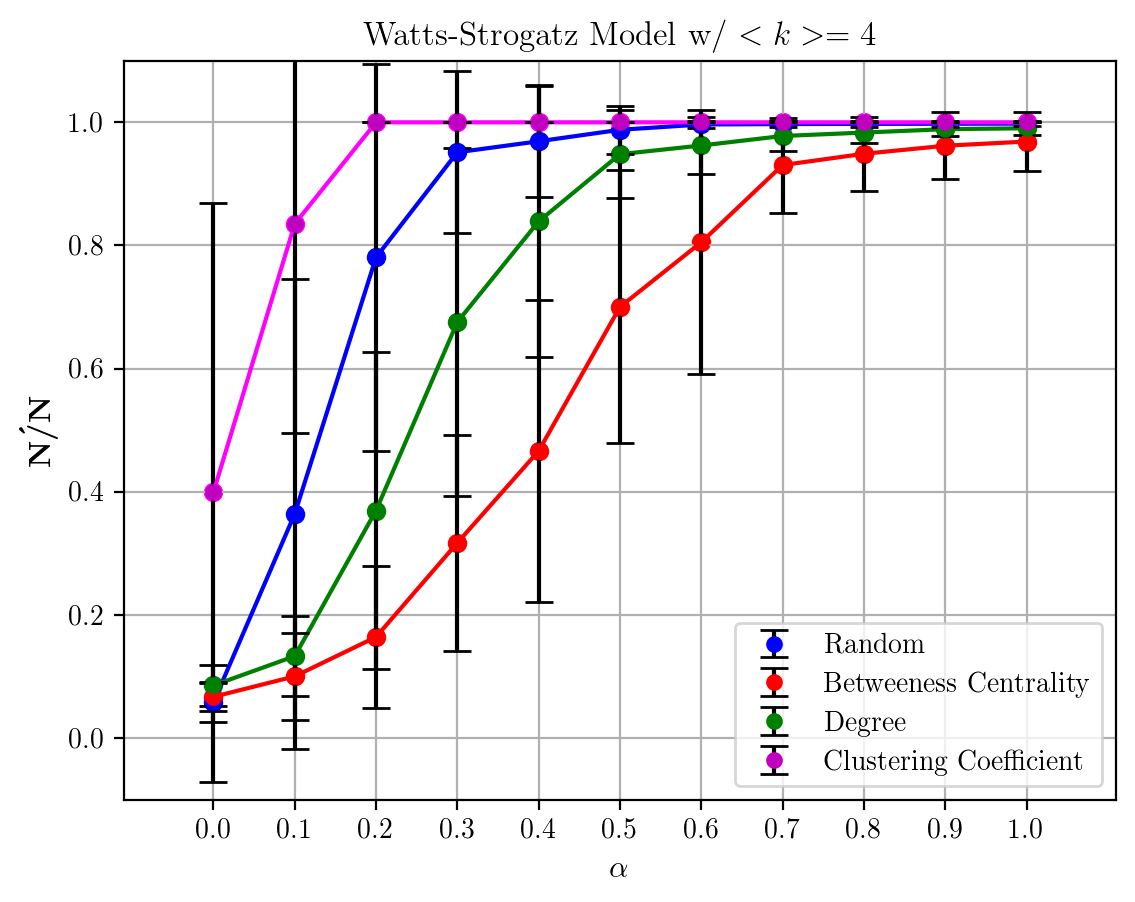 Watts-Strogatz Model w/ < k >= 4
1.0
0.8
0.6
0.4
0.2
0.0
Ń/N
0.0 0.1 0.2 0.3 0.4 0.5 0.6 0.7 0.8 0.9 1.0
α
Random
Betweeness Centrality
Degree
Clustering Coefficient